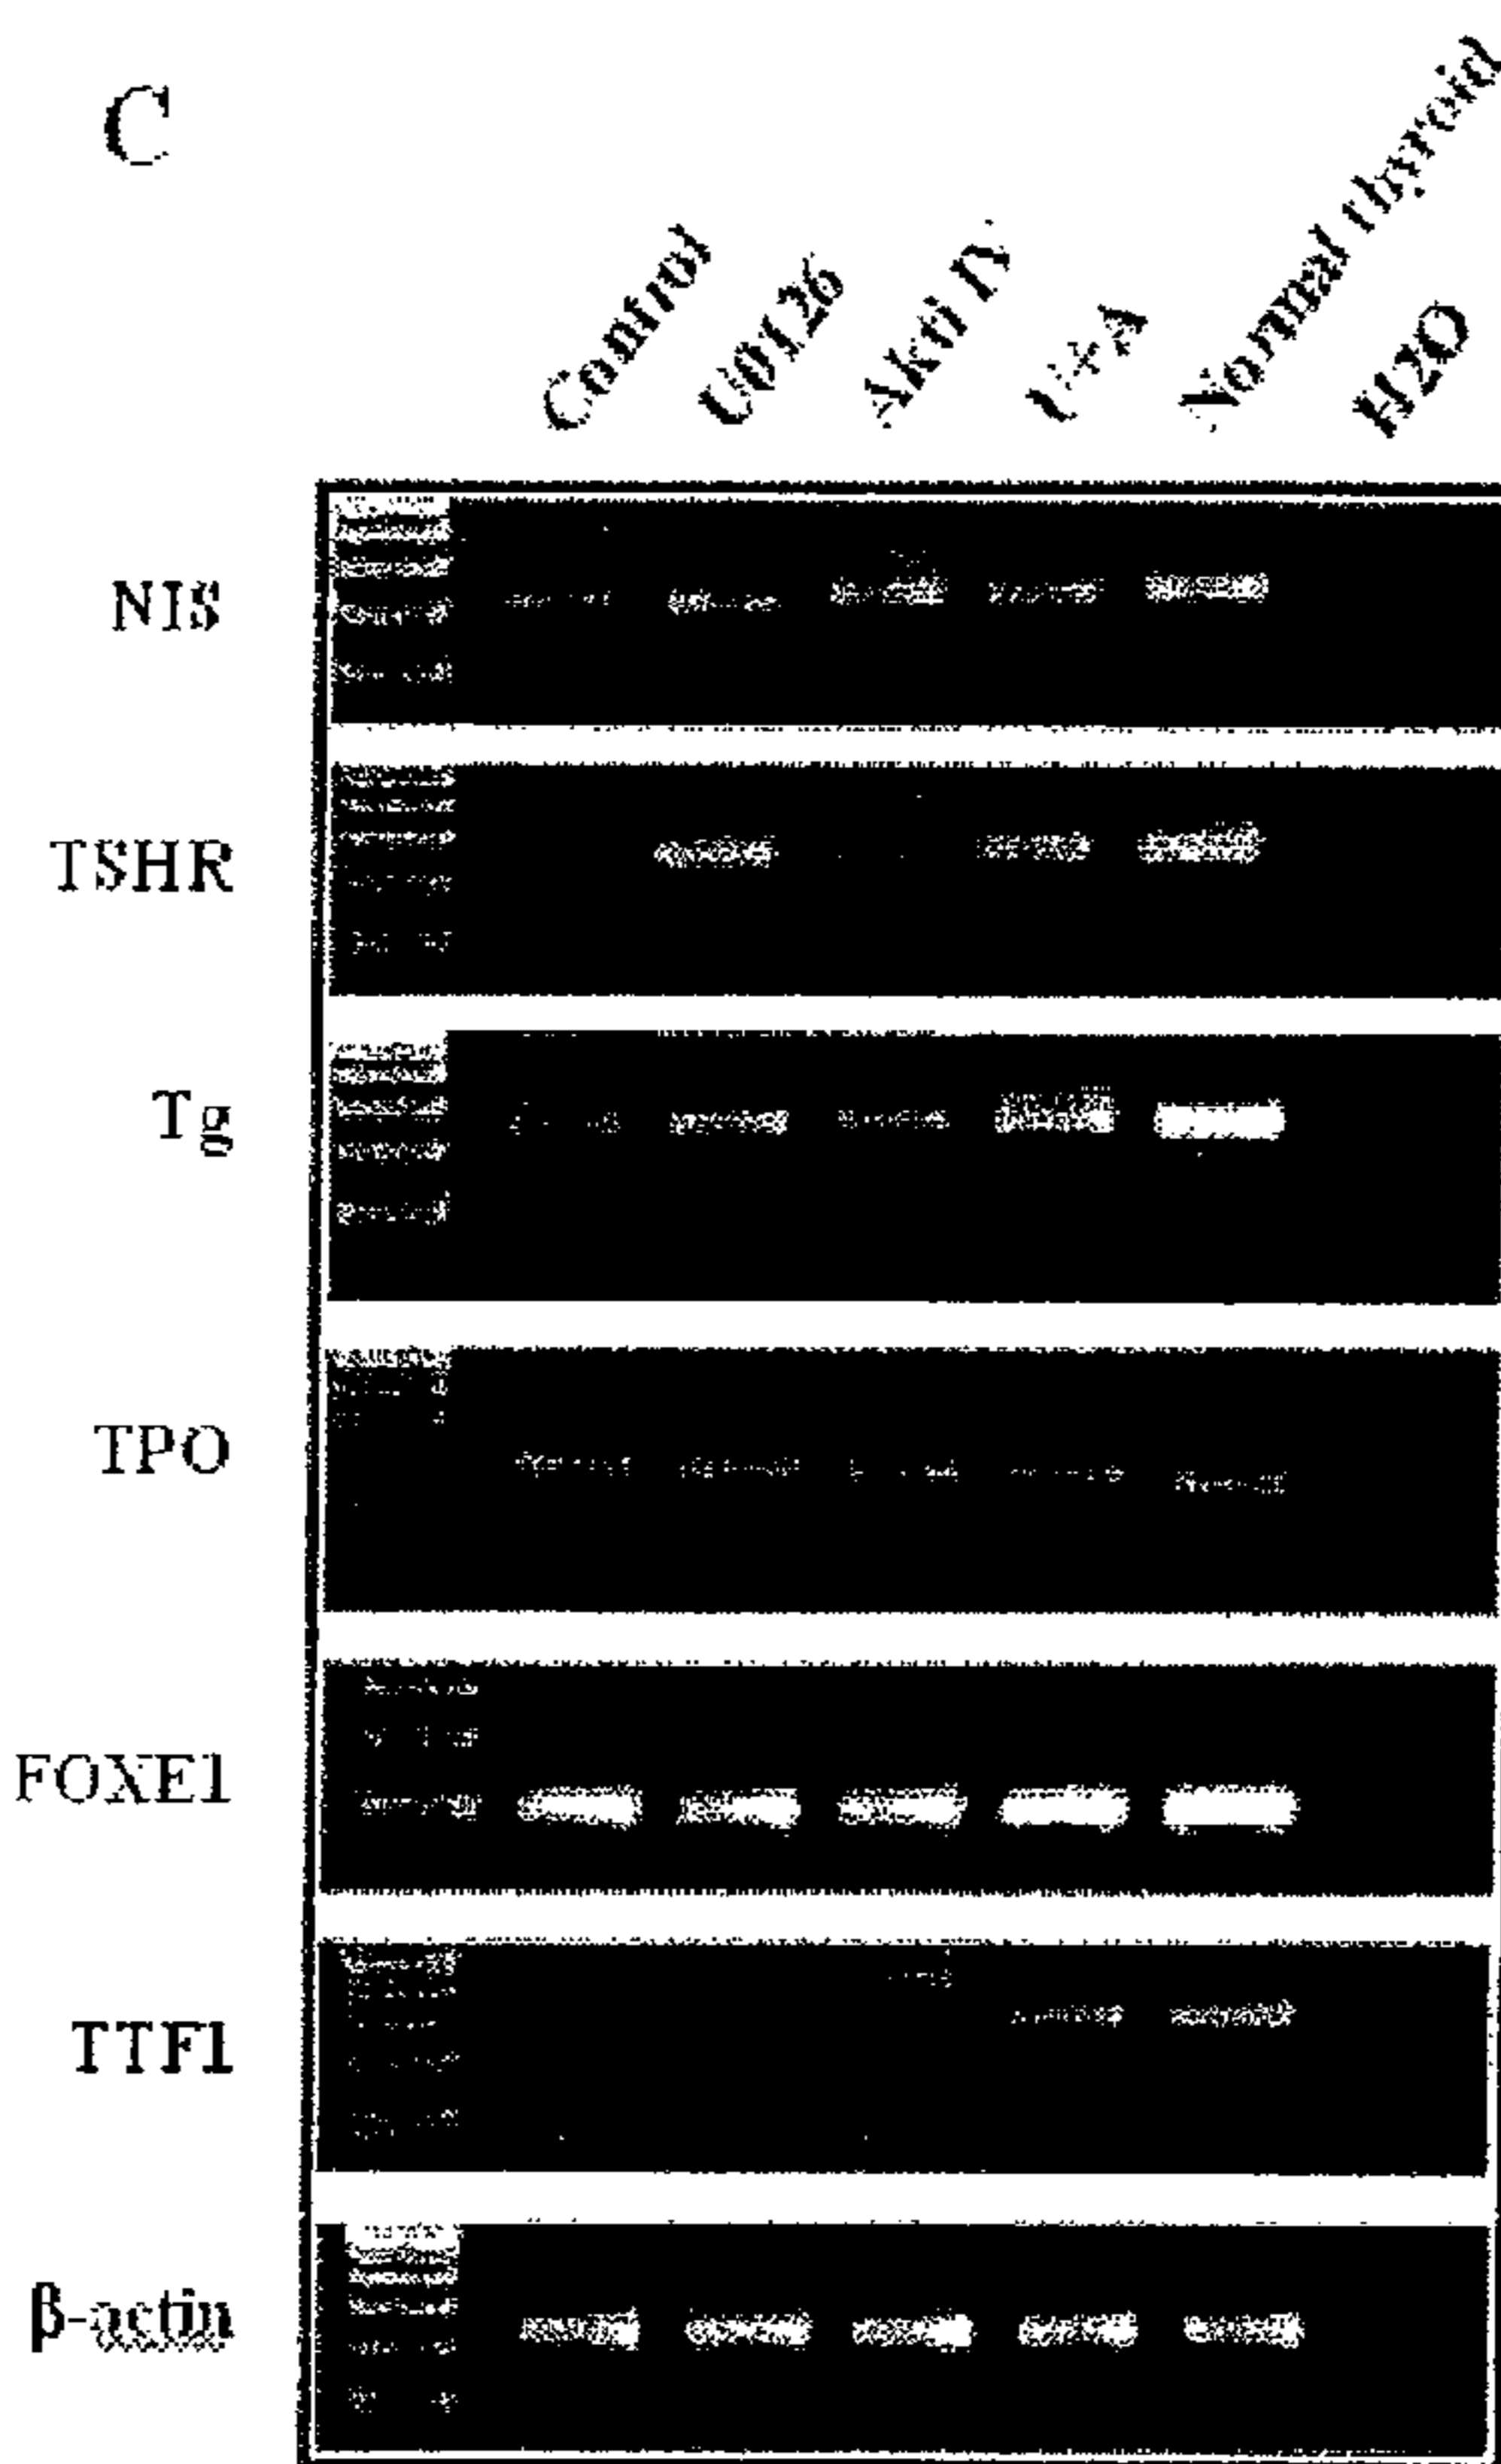 C
Control
U0126
Akti IV
U+A
Normal thyroid
H2O
NIS
TSHR
Tg
TPO
FOXE1
TTF1
β-actin